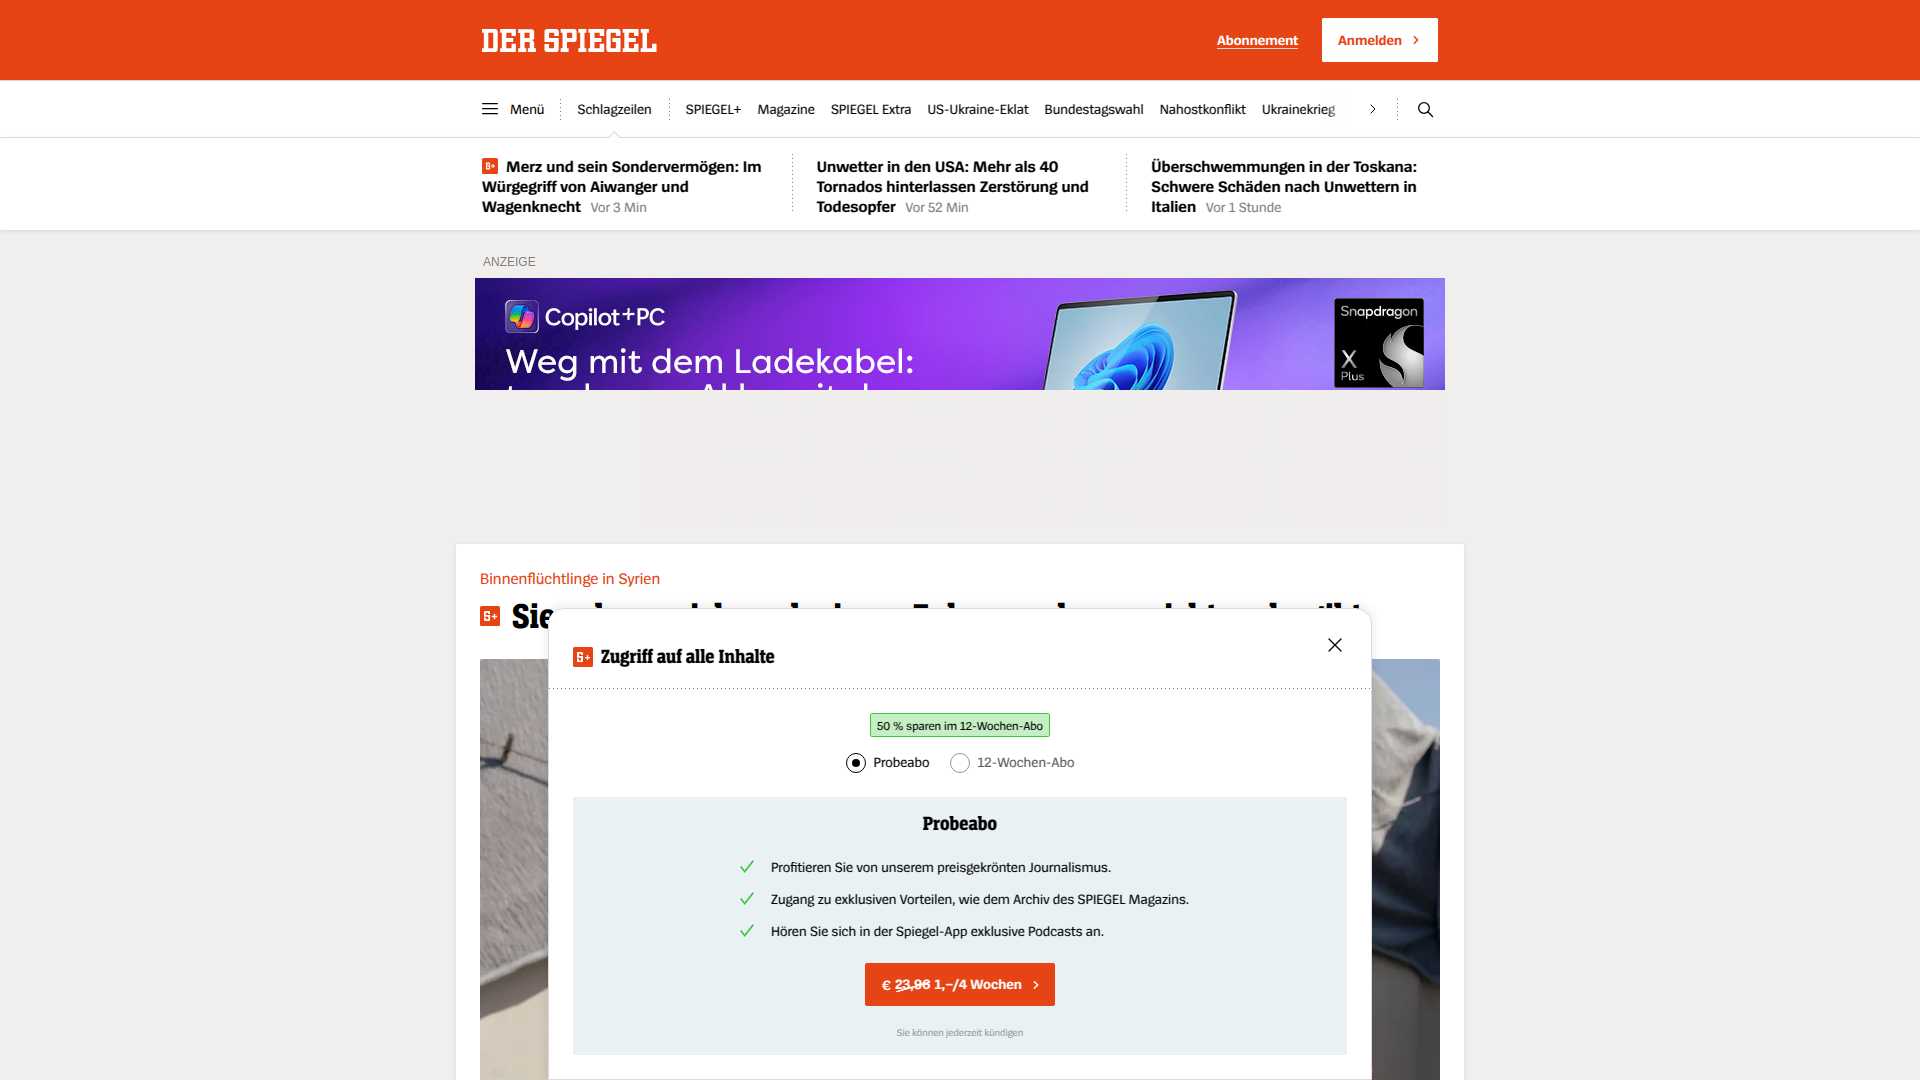 DER SPIEGEL
Abonnement
Anmelden
Menü
Schlagzeilen
SPIEGEL+
Magazine
SPIEGEL Extra
US-Ukraine-Eklat
Bundestagswahl
Nahostkonflikt
Ukrainekrieg
Merz und sein Sondervermögen: Im
Würgegriff von Aiwanger und
Wagenknecht Vor 3 Min
Unwetter in den USA: Mehr als 40
Tornados hinterlassen Zerstörung und
Todesopfer Vor 52 Min
Überschwemmungen in der Toskana:
Schwere Schäden nach Unwettern in
Italien Vor 1 Stunde
ANZEIGE
Copilot+PC
Weg mit dem Ladekabel:
Snapdragon
X
Plus
Binnenflüchtlinge in Syrien
Sie
Zugriff auf alle Inhalte
50 % sparen im 12-Wochen-Abo
Probeabo
12-Wochen-Abo
Probeabo
Profitieren Sie von unserem preisgekrönten Journalismus.
Zugang zu exklusiven Vorteilen, wie dem Archiv des SPIEGEL Magazins.
Hören Sie sich in der Spiegel-App exklusive Podcasts an.
€ 23,96 1,–/4 Wochen
Sie können jederzeit kündigen